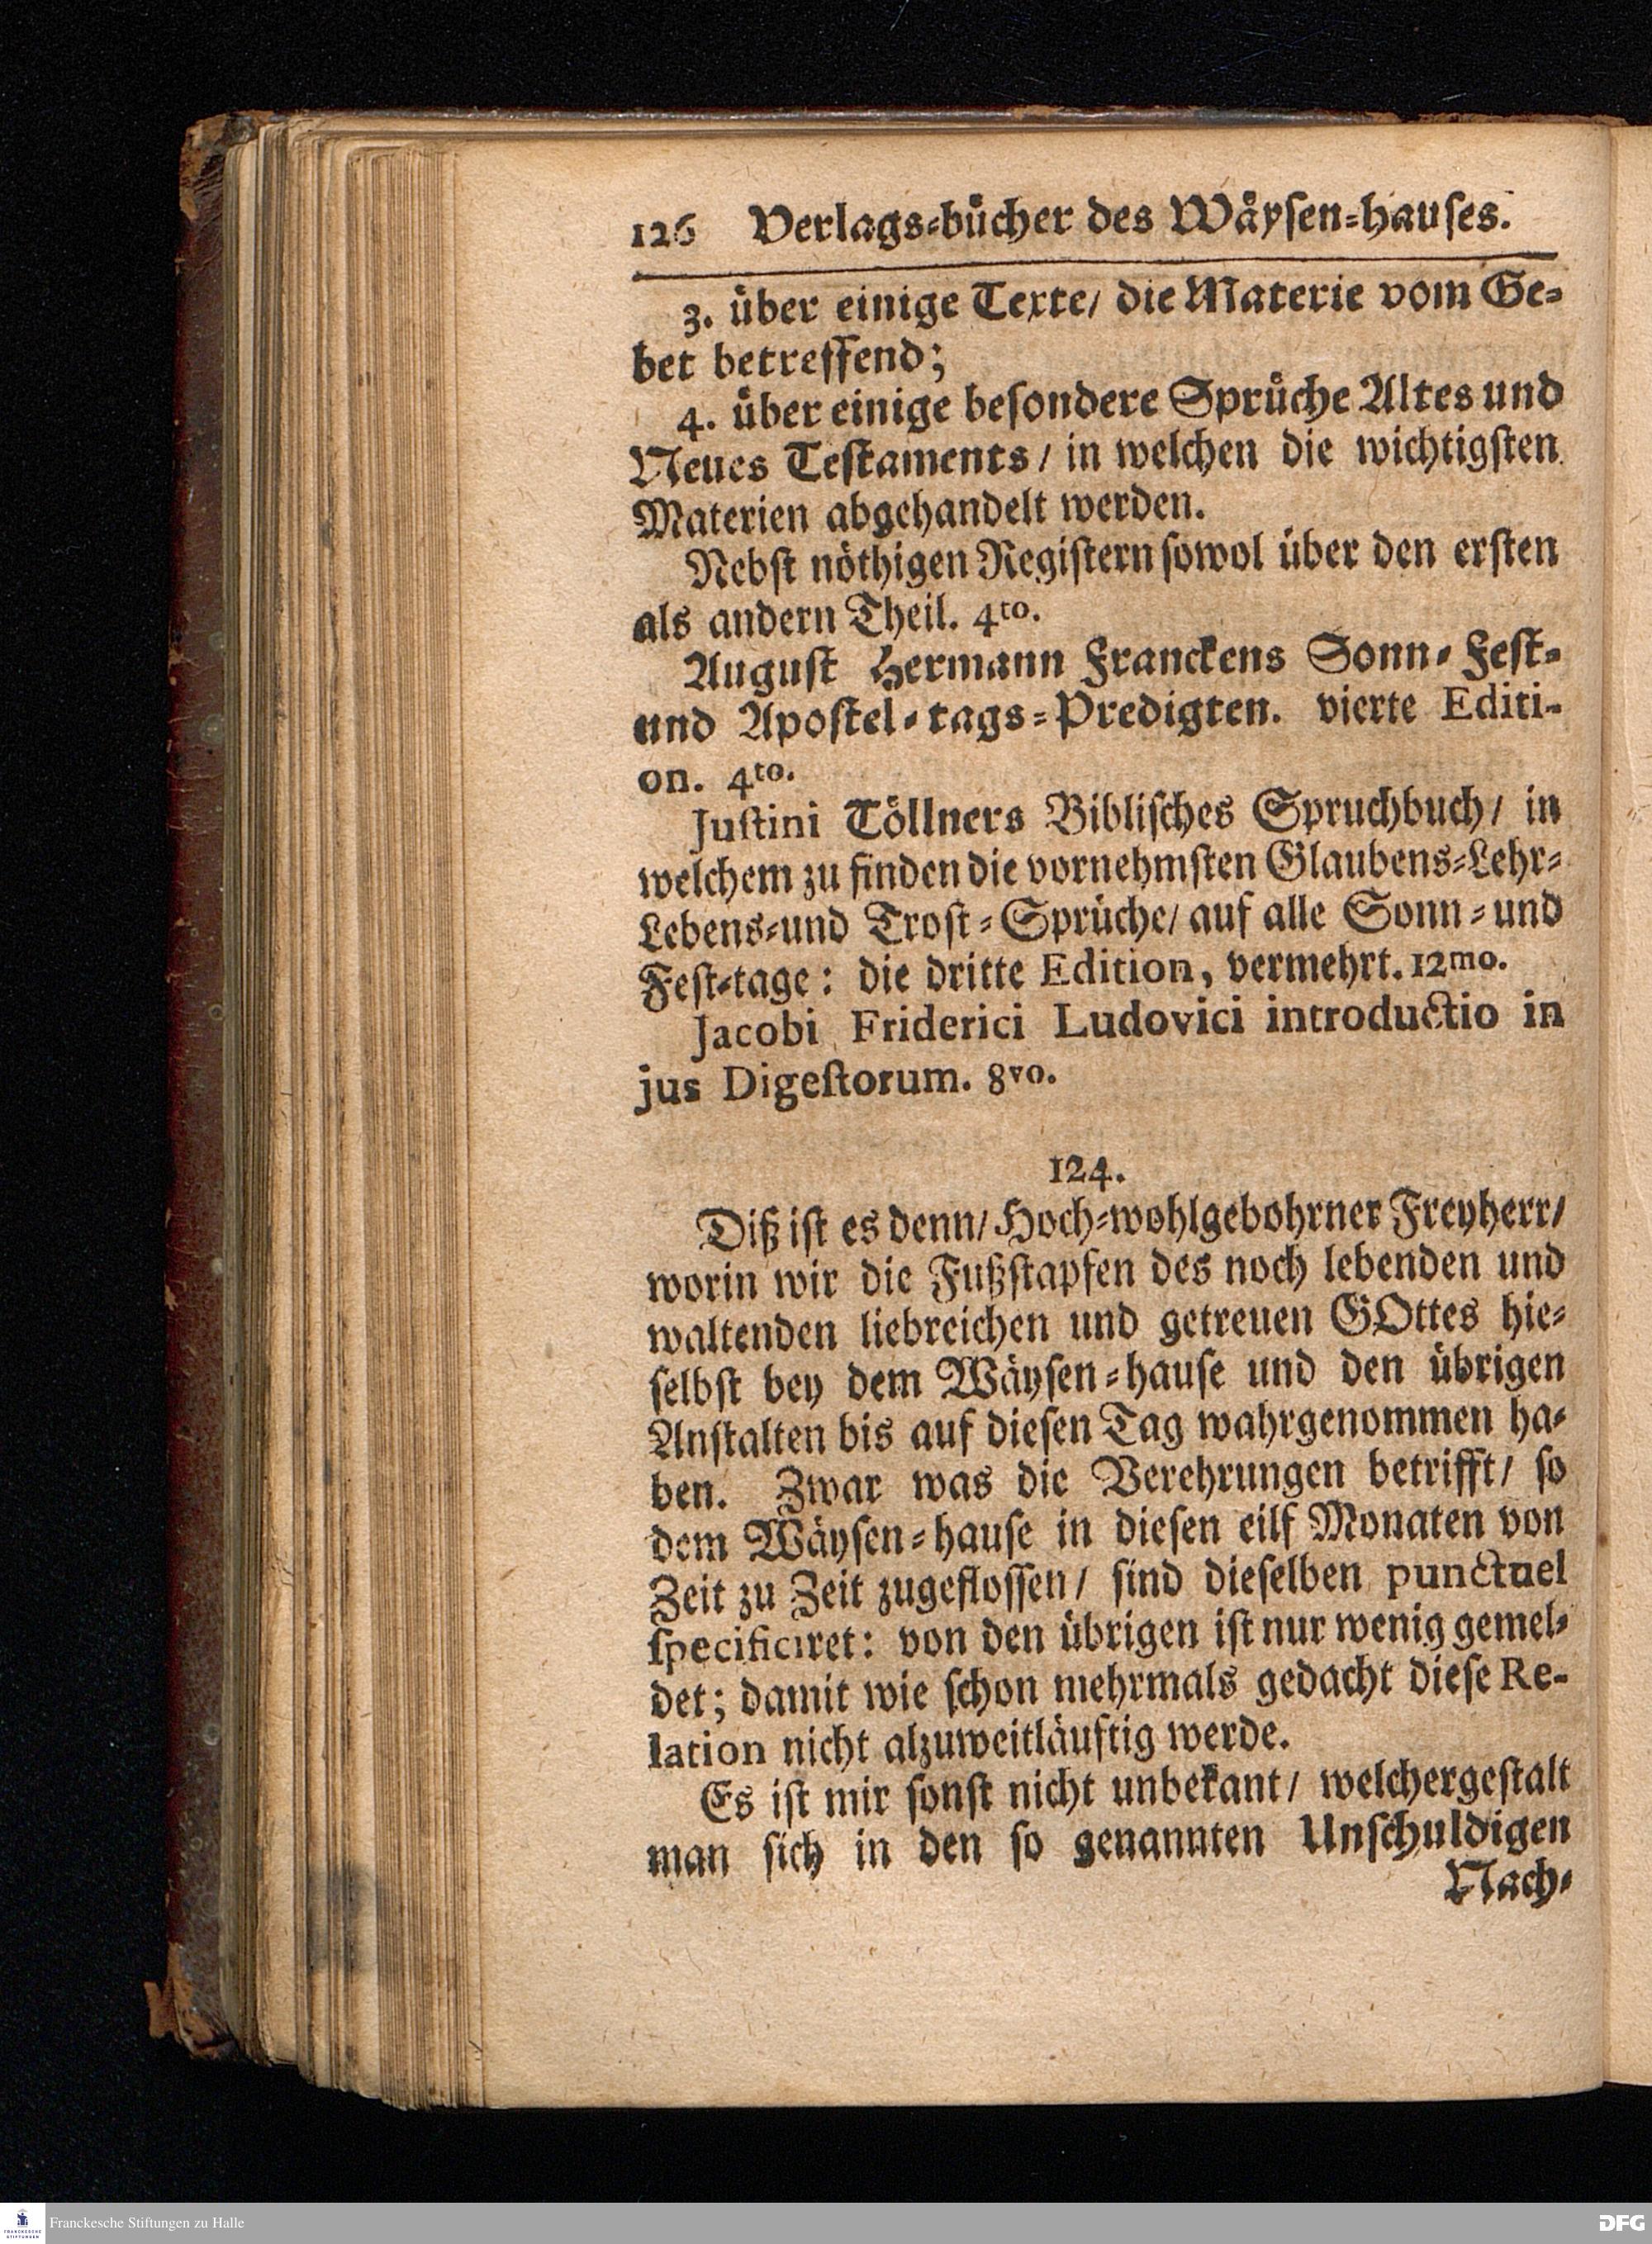 126 Verlags-bücher des Wäysen-hauses.
3. über einige Texte/ die Materie vom Ge-
bet betreffend;
4. über einige besondere Sprüche Altes und
Neues Testaments/ in welchen die wichtigsten
Materien abgehandelt werden.
Nebst nöthigen Registern sowol über den ersten
als andern Theil. 4to.
August Hermann Franckens Sonn- Fest-
und Apostel-tags-Predigten. vierte Editi-
on. 4to.
Justini Töllners Biblisches Spruchbuch/ in
welchem zu finden die vornehmsten Glaubens-Lehr-
Lebens-und Trost-Sprüche/ auf alle Sonn-und
Fest-tage: die dritte Edition, vermehrt. 12mo.
Jacobi Friderici Ludovici introductio in
jus Digestorum. 8vo.
124.
Diß ist es denn/ Hoch-wohlgebohrner Freyherr/
worin wir die Fußstapfen des noch lebenden und
waltenden liebreichen und getreuen GOttes hie-
selbst bey dem Wäysen-hause und den übrigen
Anstalten bis auf diesen Tag wahrgenommen ha-
ben. Zwar was die Verehrungen betrifft/ so
dem Wäysen-hause in diesen eilf Monaten von
Zeit zu Zeit zugeflossen/ sind dieselben punctuel
specificiret: von den übrigen ist nur wenig gemel-
det; damit wie schon mehrmals gedacht diese Re-
lation nicht alzuweitläuftig werde.
Es ist mir sonst nicht unbekant/ welchergestalt
man sich in den so genannten Unschuldigen
Nach-
FRANCKESCHE
STIFTUNGEN
Franckesche Stiftungen zu Halle
DFG